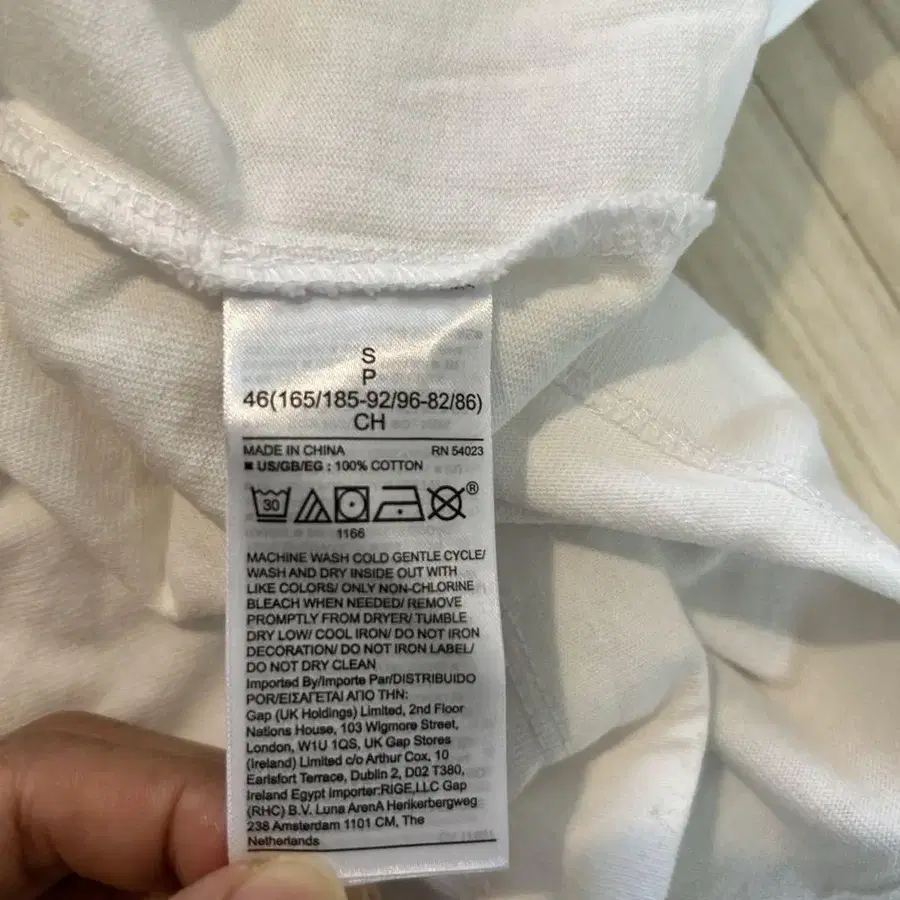 S
P
46(165/185-92/96-82/86)
CH
MADE IN CHINA RN 54023
■ US/GB/EG : 100% COTTON
30 ®
1166
MACHINE WASH COLD GENTLE CYCLE/
WASH AND DRY INSIDE OUT WITH
LIKE COLORS/ ONLY NON-CHLORINE
BLEACH WHEN NEEDED/ REMOVE
PROMPTLY FROM DRYER/ TUMBLE
DRY LOW/ COOL IRON/ DO NOT IRON
DECORATION/ DO NOT IRON LABEL/
DO NOT DRY CLEAN
Imported By/Importe Par/DISTRIBUIDO
POR/ΕΙΣΑΓΕΤΑΙ ΑΠΟ ΤΗΝ:
Gap (UK Holdings) Limited, 2nd Floor
Nations House, 103 Wigmore Street,
London, W1U 1QS, UK Gap Stores
(Ireland) Limited c/o Arthur Cox, 10
Earlsfort Terrace, Dublin 2, D02 T380,
Ireland Egypt importer:RIGE,LLC Gap
(RHC) B.V. Luna ArenA Herikerbergweg
238 Amsterdam 1101 CM, The
Netherlands